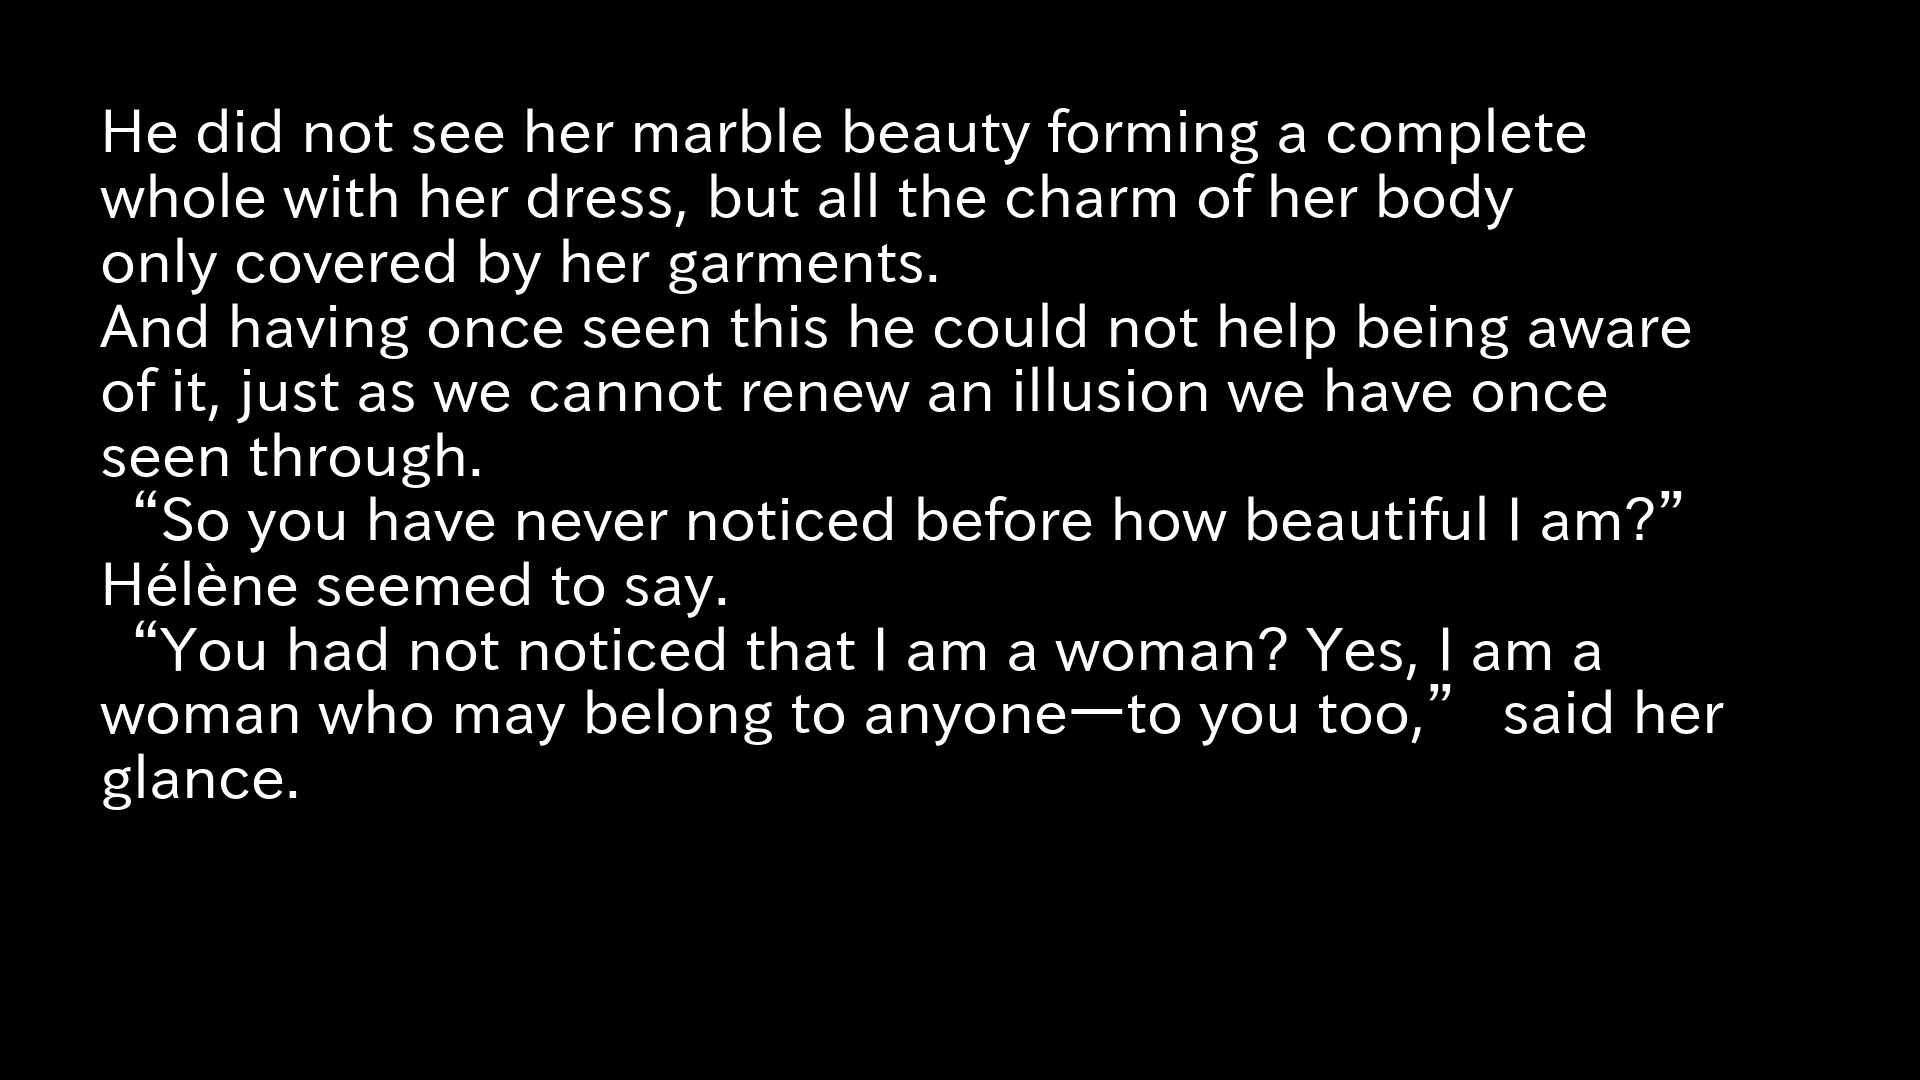 He did not see her marble beauty forming a complete
whole with her dress, but all the charm of her body
only covered by her garments.
And having once seen this he could not help being aware
of it, just as we cannot renew an illusion we have once
seen through.
“So you have never noticed before how beautiful I am?”
Hélène seemed to say.
“You had not noticed that I am a woman? Yes, I am a
woman who may belong to anyone—to you too,” said her
glance.